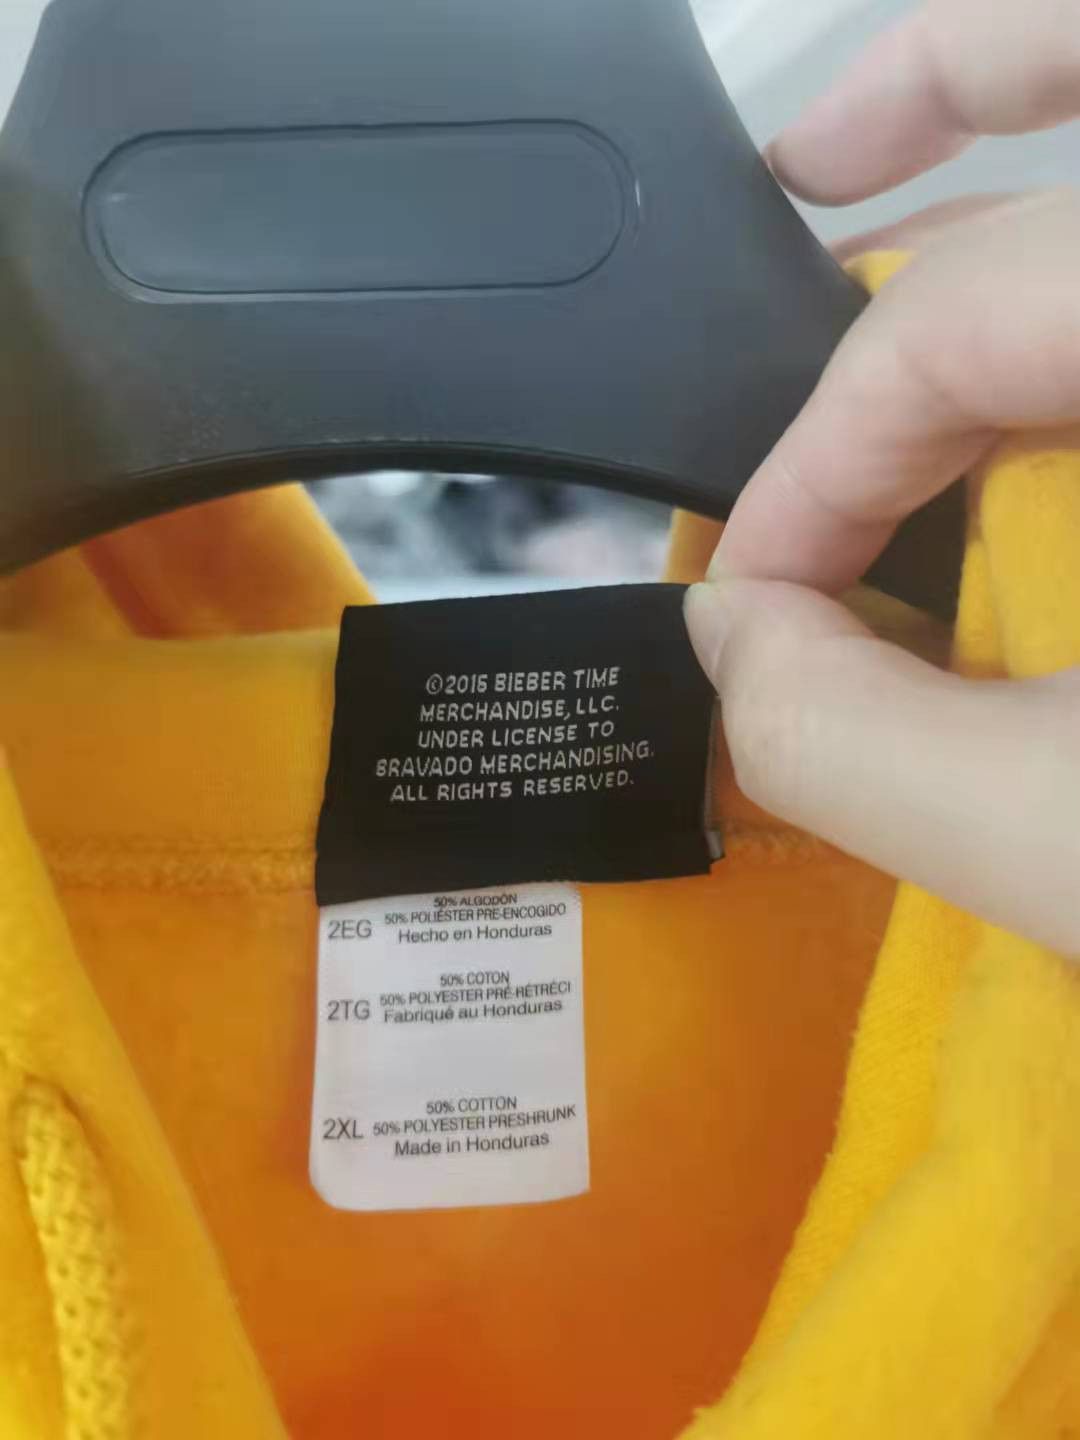 ©2015 BIEBER TIME
MERCHANDISE, LLC.
UNDER LICENSE TO
BRAVADO MERCHANDISING.
ALL RIGHTS RESERVED.
50% ALGODÓN
2EG 50% POLIÉSTER PRE-ENCOGIDO
Hecho en Honduras
50% COTON
2TG 50% POLYESTER PRÉ-RÉTRÉCI
Fabriqué au Honduras
50% COTTON
2XL 50% POLYESTER PRESHRUNK
Made in Honduras